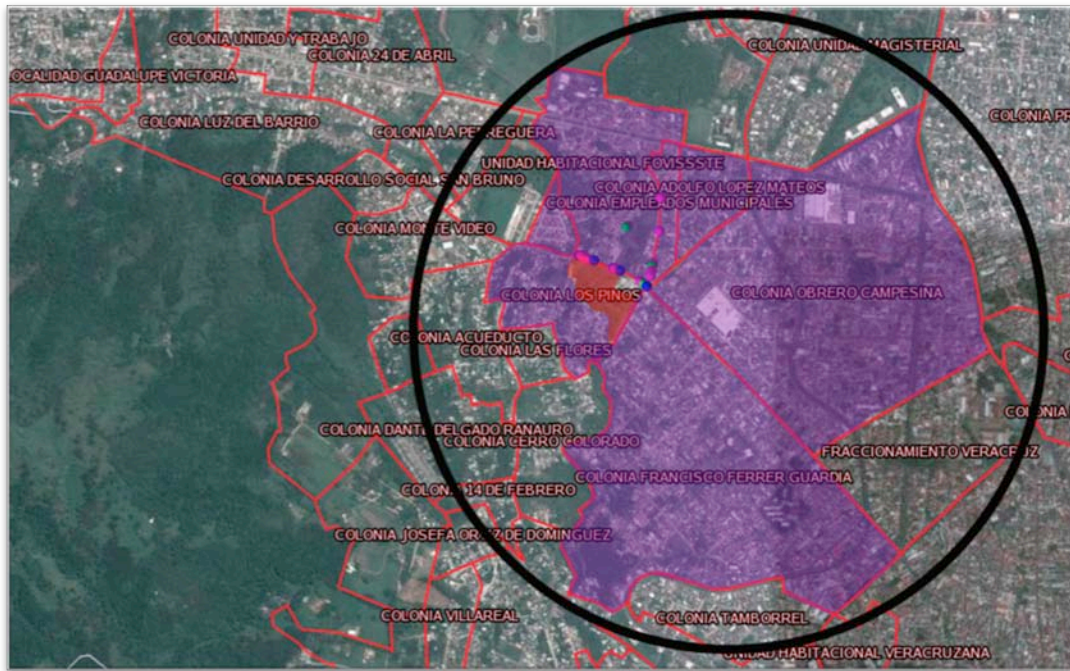 COLONIA UNIDAD Y TRABAJO
COLONIA UNIDAD MAGISTERIAL
COLONIA 24 DE ABRIL
OCALIDAD GUADALUPE VICTORIA
COLONIA PR
COLONIA LUZ DEL BARRIO
COLONIA LA PERREGUERA
UNIDAD HABITACIONAL FOVISSSTE
COLONIA DESARROLLO SOCIAL SAN BRUNO
COLONIA ADOLFO LOPEZ MATEOS
COLONIA EMPLEADOS MUNICIPALES
COLONIA MONTE VIDEO
COLONIA LOS PINOS
COLONIA OBRERO CAMPESINA
COLONIA ACUEDUCTO
COLONIA LAS FLORES
COLONIA
COLONIA DANTE DELGADO RANAURO
COLONIA CERRO COLORADO
FRACCIONAMIENTO VERACRUZ
COLONIA FRANCISCO FERRER GUARDIA
COLONIA 14 DE FEBRERO
COLONIA JOSEFA ORTIZ DE DOMINGUEZ
COLONIA VILLAREAL
COLONIA TAMBORREL
UNIDAD HABITACIONAL VERACRUZANA